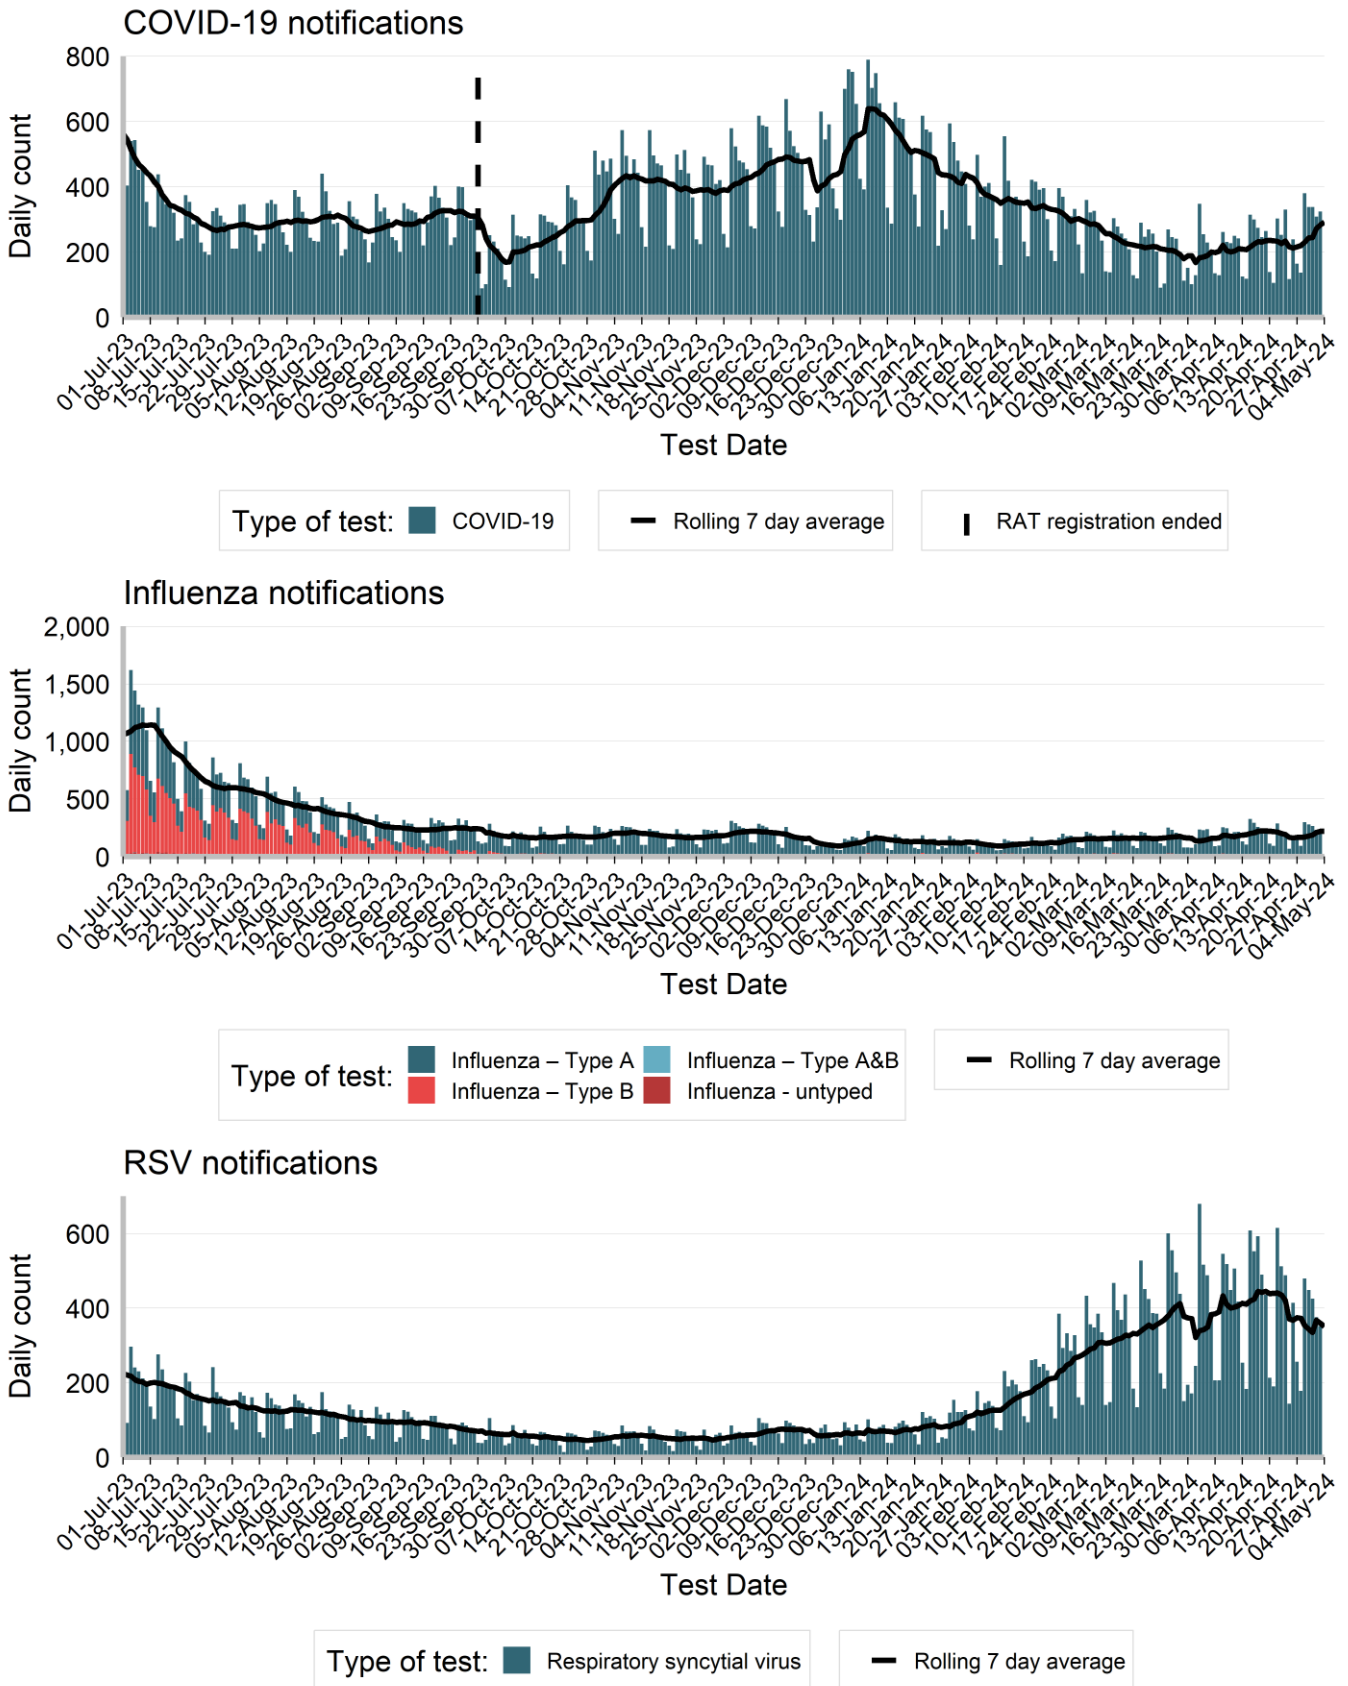 COVID-19 notifications
Daily count
800
600
400
200
0
01-Jul-23
08-Jul-23
15-Jul-23
22-Jul-23
29-Jul-23
05-Aug-23
12-Aug-23
19-Aug-23
26-Aug-23
02-Sep-23
09-Sep-23
16-Sep-23
23-Sep-23
30-Sep-23
07-Oct-23
14-Oct-23
21-Oct-23
28-Oct-23
04-Nov-23
11-Nov-23
18-Nov-23
25-Nov-23
02-Dec-23
09-Dec-23
16-Dec-23
23-Dec-23
30-Dec-23
06-Jan-24
13-Jan-24
20-Jan-24
27-Jan-24
03-Feb-24
10-Feb-24
17-Feb-24
24-Feb-24
02-Mar-24
09-Mar-24
16-Mar-24
23-Mar-24
30-Mar-24
06-Apr-24
13-Apr-24
20-Apr-24
27-Apr-24
04-May-24
Test Date
Type of test: COVID-19 Rolling 7 day average RAT registration ended
Influenza notifications
Daily count
2,000
1,500
1,000
500
0
01-Jul-23
08-Jul-23
15-Jul-23
22-Jul-23
29-Jul-23
05-Aug-23
12-Aug-23
19-Aug-23
26-Aug-23
02-Sep-23
09-Sep-23
16-Sep-23
23-Sep-23
30-Sep-23
07-Oct-23
14-Oct-23
21-Oct-23
28-Oct-23
04-Nov-23
11-Nov-23
18-Nov-23
25-Nov-23
02-Dec-23
09-Dec-23
16-Dec-23
23-Dec-23
30-Dec-23
06-Jan-24
13-Jan-24
20-Jan-24
27-Jan-24
03-Feb-24
10-Feb-24
17-Feb-24
24-Feb-24
02-Mar-24
09-Mar-24
16-Mar-24
23-Mar-24
30-Mar-24
06-Apr-24
13-Apr-24
20-Apr-24
27-Apr-24
04-May-24
Test Date
Type of test:
Influenza – Type A Influenza – Type A&B
Influenza – Type B Influenza - untyped
Rolling 7 day average
RSV notifications
Daily count
600
400
200
0
01-Jul-23
08-Jul-23
15-Jul-23
22-Jul-23
29-Jul-23
05-Aug-23
12-Aug-23
19-Aug-23
26-Aug-23
02-Sep-23
09-Sep-23
16-Sep-23
23-Sep-23
30-Sep-23
07-Oct-23
14-Oct-23
21-Oct-23
28-Oct-23
04-Nov-23
11-Nov-23
18-Nov-23
25-Nov-23
02-Dec-23
09-Dec-23
16-Dec-23
23-Dec-23
30-Dec-23
06-Jan-24
13-Jan-24
20-Jan-24
27-Jan-24
03-Feb-24
10-Feb-24
17-Feb-24
24-Feb-24
02-Mar-24
09-Mar-24
16-Mar-24
23-Mar-24
30-Mar-24
06-Apr-24
13-Apr-24
20-Apr-24
27-Apr-24
04-May-24
Test Date
Type of test: Respiratory syncytial virus Rolling 7 day average